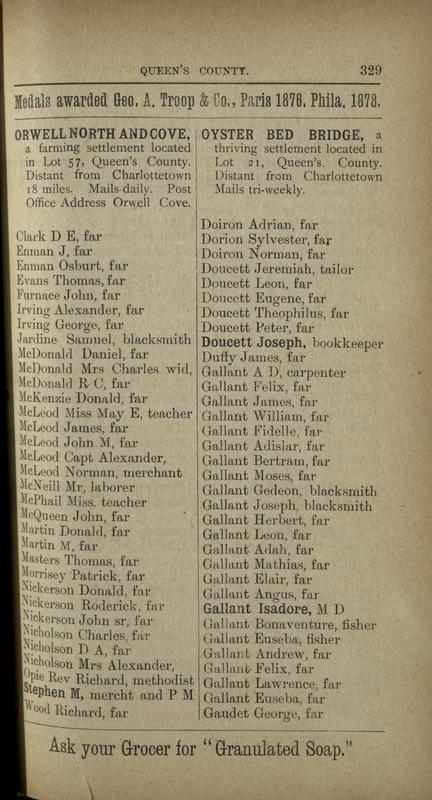 QUEEN'S COUNTY. 329
Medals awarded Geo. A. Troop & Co., Paris 1876. Phila. 1873.
ORWELL NORTH AND COVE,
a farming settlement located
in Lot 57, Queen's County.
Distant from Charlottetown
18 miles. Mails daily. Post
Office Address Orwell Cove.
Clark D E, far
Enman J, far
Enman Osburt, far
Evans Thomas, far
Furnace John, far
Irving Alexander, far
Irving George, far
Jardine Samuel, blacksmith
McDonald Daniel, far
McDonald Mrs Charles wid,
McDonald R C, far
McKenzie Donald, far
McLeod Miss May E, teacher
McLeod James, far
McLeod John M, far
McLeod Capt Alexander,
McLeod Norman, merchant
McNeill Mr, laborer
McPhail Miss, teacher
McQueen John, far
Martin Donald, far
Martin M, far
Masters Thomas, far
Morrisey Patrick, far
Nickerson Donald, far
Nickerson Roderick, far
Nickerson John sr, far
Nicholson Charles, far
Nicholson D A, far
Nicholson Mrs Alexander,
Opie Rev Richard, methodist
Stephen M, mercht and P M
Wood Richard, far
OYSTER BED BRIDGE, a
thriving settlement located in
Lot 21, Queen's. County.
Distant from Charlottetown
Mails tri-weekly.
Doiron Adrian, far
Dorion Sylvester, far
Doiron Norman, far
Doucett Jeremiah, tailor
Doucett Leon, far
Doucett Eugene, far
Doucett Theophilus, far
Doucett Peter, far
Doucett Joseph, bookkeeper
Duffy James, far
Gallant A D, carpenter
Gallant Felix, far
Gallant James, far
Gallant William, far
Gallant Fidelle, far
Gallant Adislar, far
Gallant Bertram, far
Gallant Moses, far
Gallant Gedeon, blacksmith
Gallant Joseph, blacksmith
Gallant Herbert, far
Gallant Leon, far
Gallant Adah, far
Gallant Mathias, far
Gallant Elair, far
Gallant Angus, far
Gallant Isadore, M D
Gallant Bonaventure, fisher
Gallant Euseba, fisher
Gallant Andrew, far
Gallant Felix, far
Gallant Lawrence, far
Gallant Euseba, far
Gaudet George, far
Ask your Grocer for "Granulated Soap."